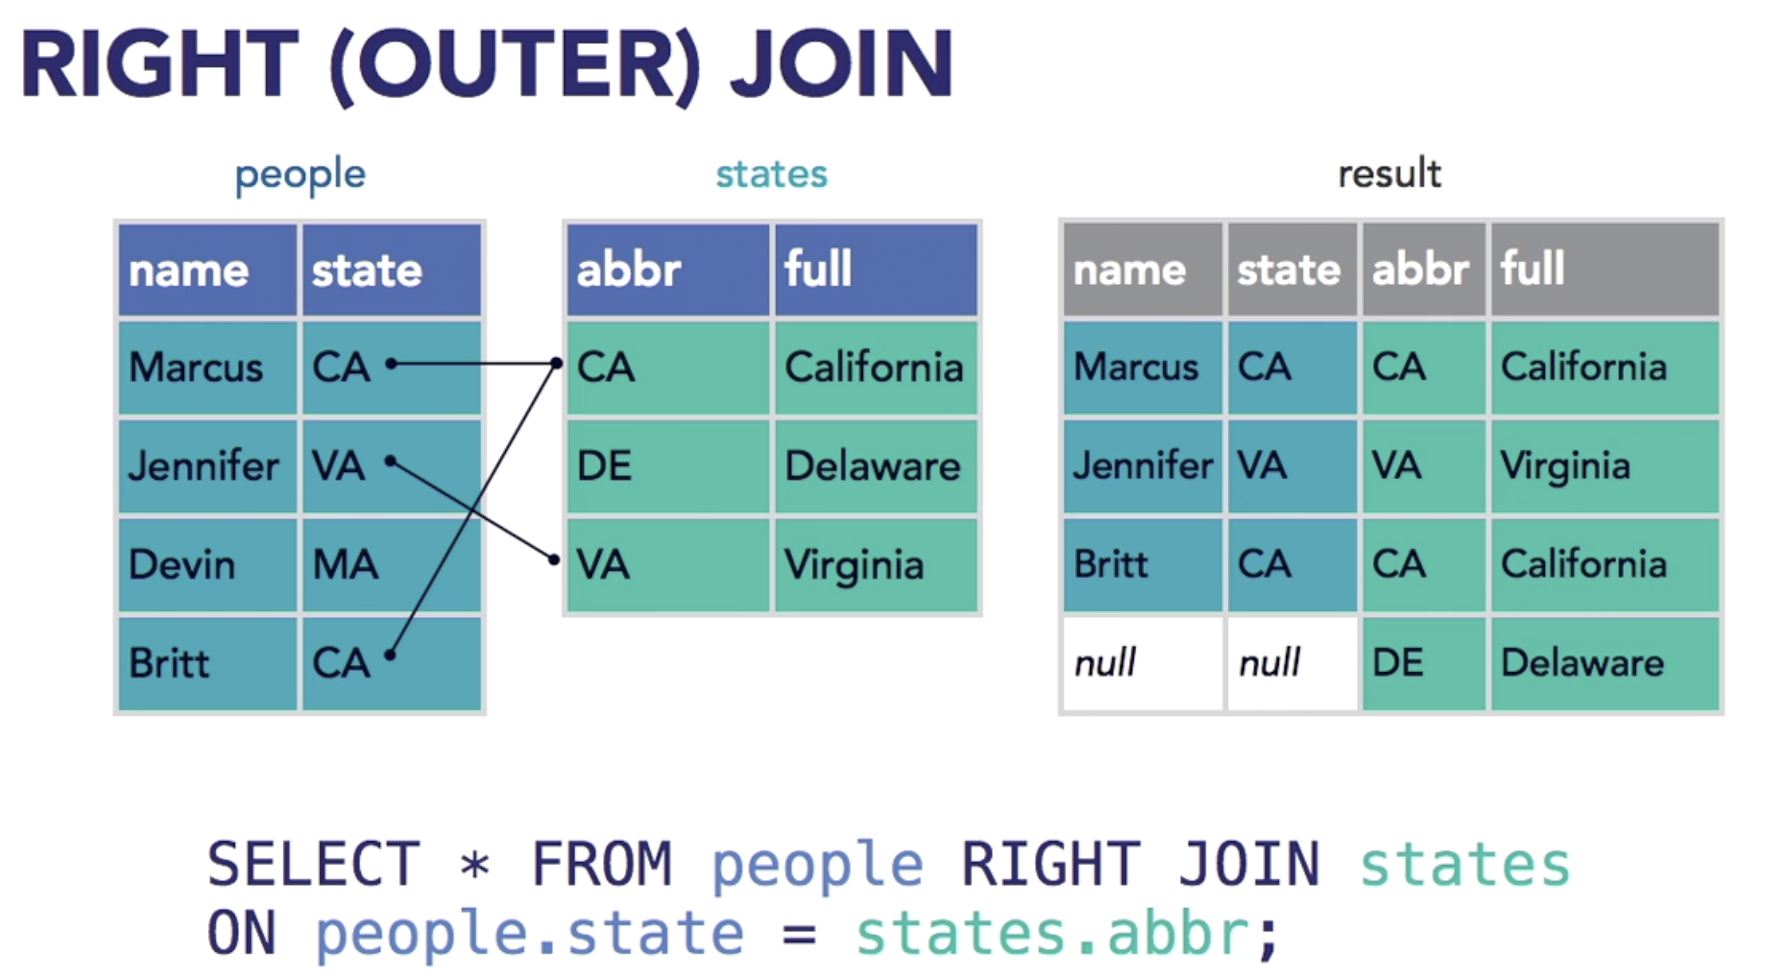 RIGHT (OUTER) JOIN
people
name state
Marcus CA
Jennifer VA
Devin MA
Britt CA
states
abbr full
CA California
DE Delaware
VA Virginia
result
name state abbr full
Marcus CA CA California
Jennifer VA VA Virginia
Britt CA CA California
null null DE Delaware
SELECT * FROM people RIGHT JOIN states
ON people.state = states.abbr;